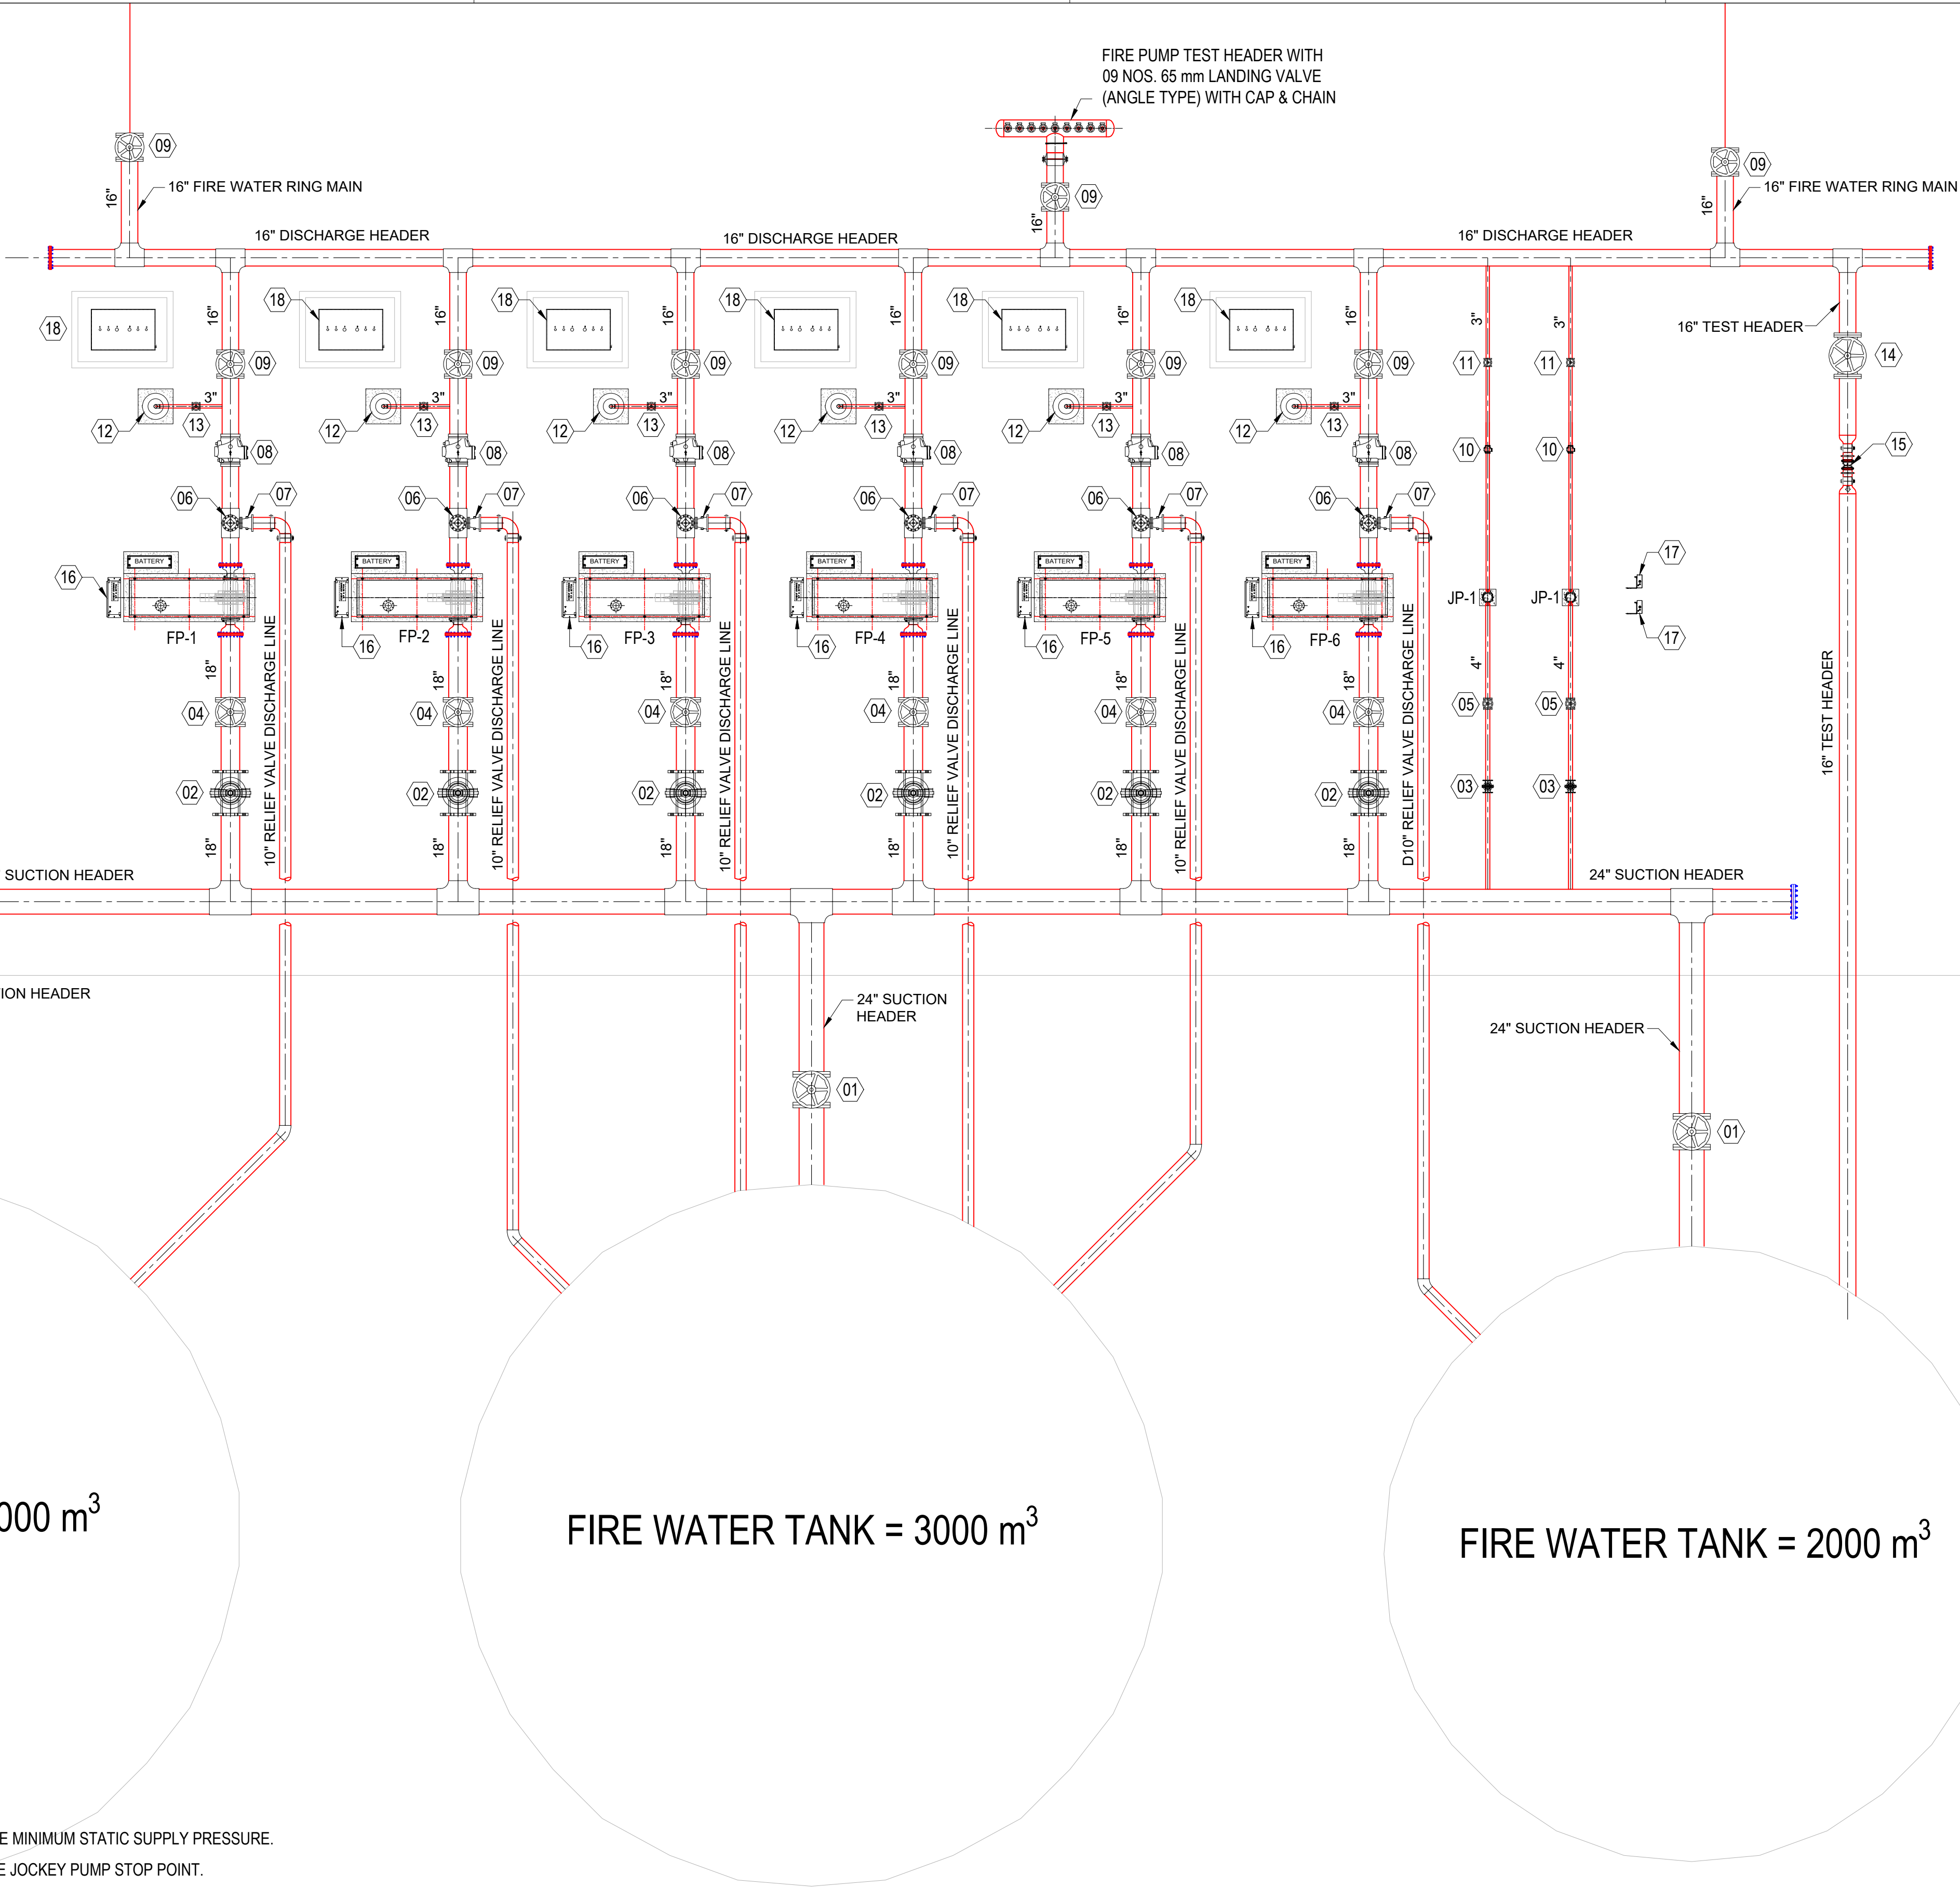 FIRE PUMP TEST HEADER WITH
09 NOS. 65 mm LANDING VALVE
(ANGLE TYPE) WITH CAP & CHAIN
09
09
09
16"
16" FIRE WATER RING MAIN
16"
16"
16" FIRE WATER RING MAIN
16" DISCHARGE HEADER
16" DISCHARGE HEADER
16" DISCHARGE HEADER
18
18
18
18
18
18
16"
16"
16"
16"
16"
16"
3"
3"
16" TEST HEADER
09
09
09
09
09
09
11
11
14
3"
3"
3"
3"
3"
3"
12
13
12
13
12
13
12
13
12
13
12
13
08
08
08
08
08
08
10
10
15
06
07
06
07
06
07
06
07
06
07
06
07
BATTERY
BATTERY
BATTERY
BATTERY
BATTERY
BATTERY
17
16
JP-1
JP-1
FP-1
FP-2
FP-3
FP-4
FP-5
FP-6
17
16
16
16
16
16
18"
18"
18"
18"
18"
18"
4"
4"
04
04
04
04
04
04
05
05
10" RELIEF VALVE DISCHARGE LINE
10" RELIEF VALVE DISCHARGE LINE
10" RELIEF VALVE DISCHARGE LINE
10" RELIEF VALVE DISCHARGE LINE
10" RELIEF VALVE DISCHARGE LINE
D10" RELIEF VALVE DISCHARGE LINE
16" TEST HEADER
02
02
02
02
02
02
03
03
18"
18"
18"
18"
18"
18"
SUCTION HEADER
24" SUCTION HEADER
ION HEADER
24" SUCTION
HEADER
24" SUCTION HEADER
01
01
000 m³
FIRE WATER TANK = 3000 m³
FIRE WATER TANK = 2000 m³
E MINIMUM STATIC SUPPLY PRESSURE.
E JOCKEY PUMP STOP POINT.